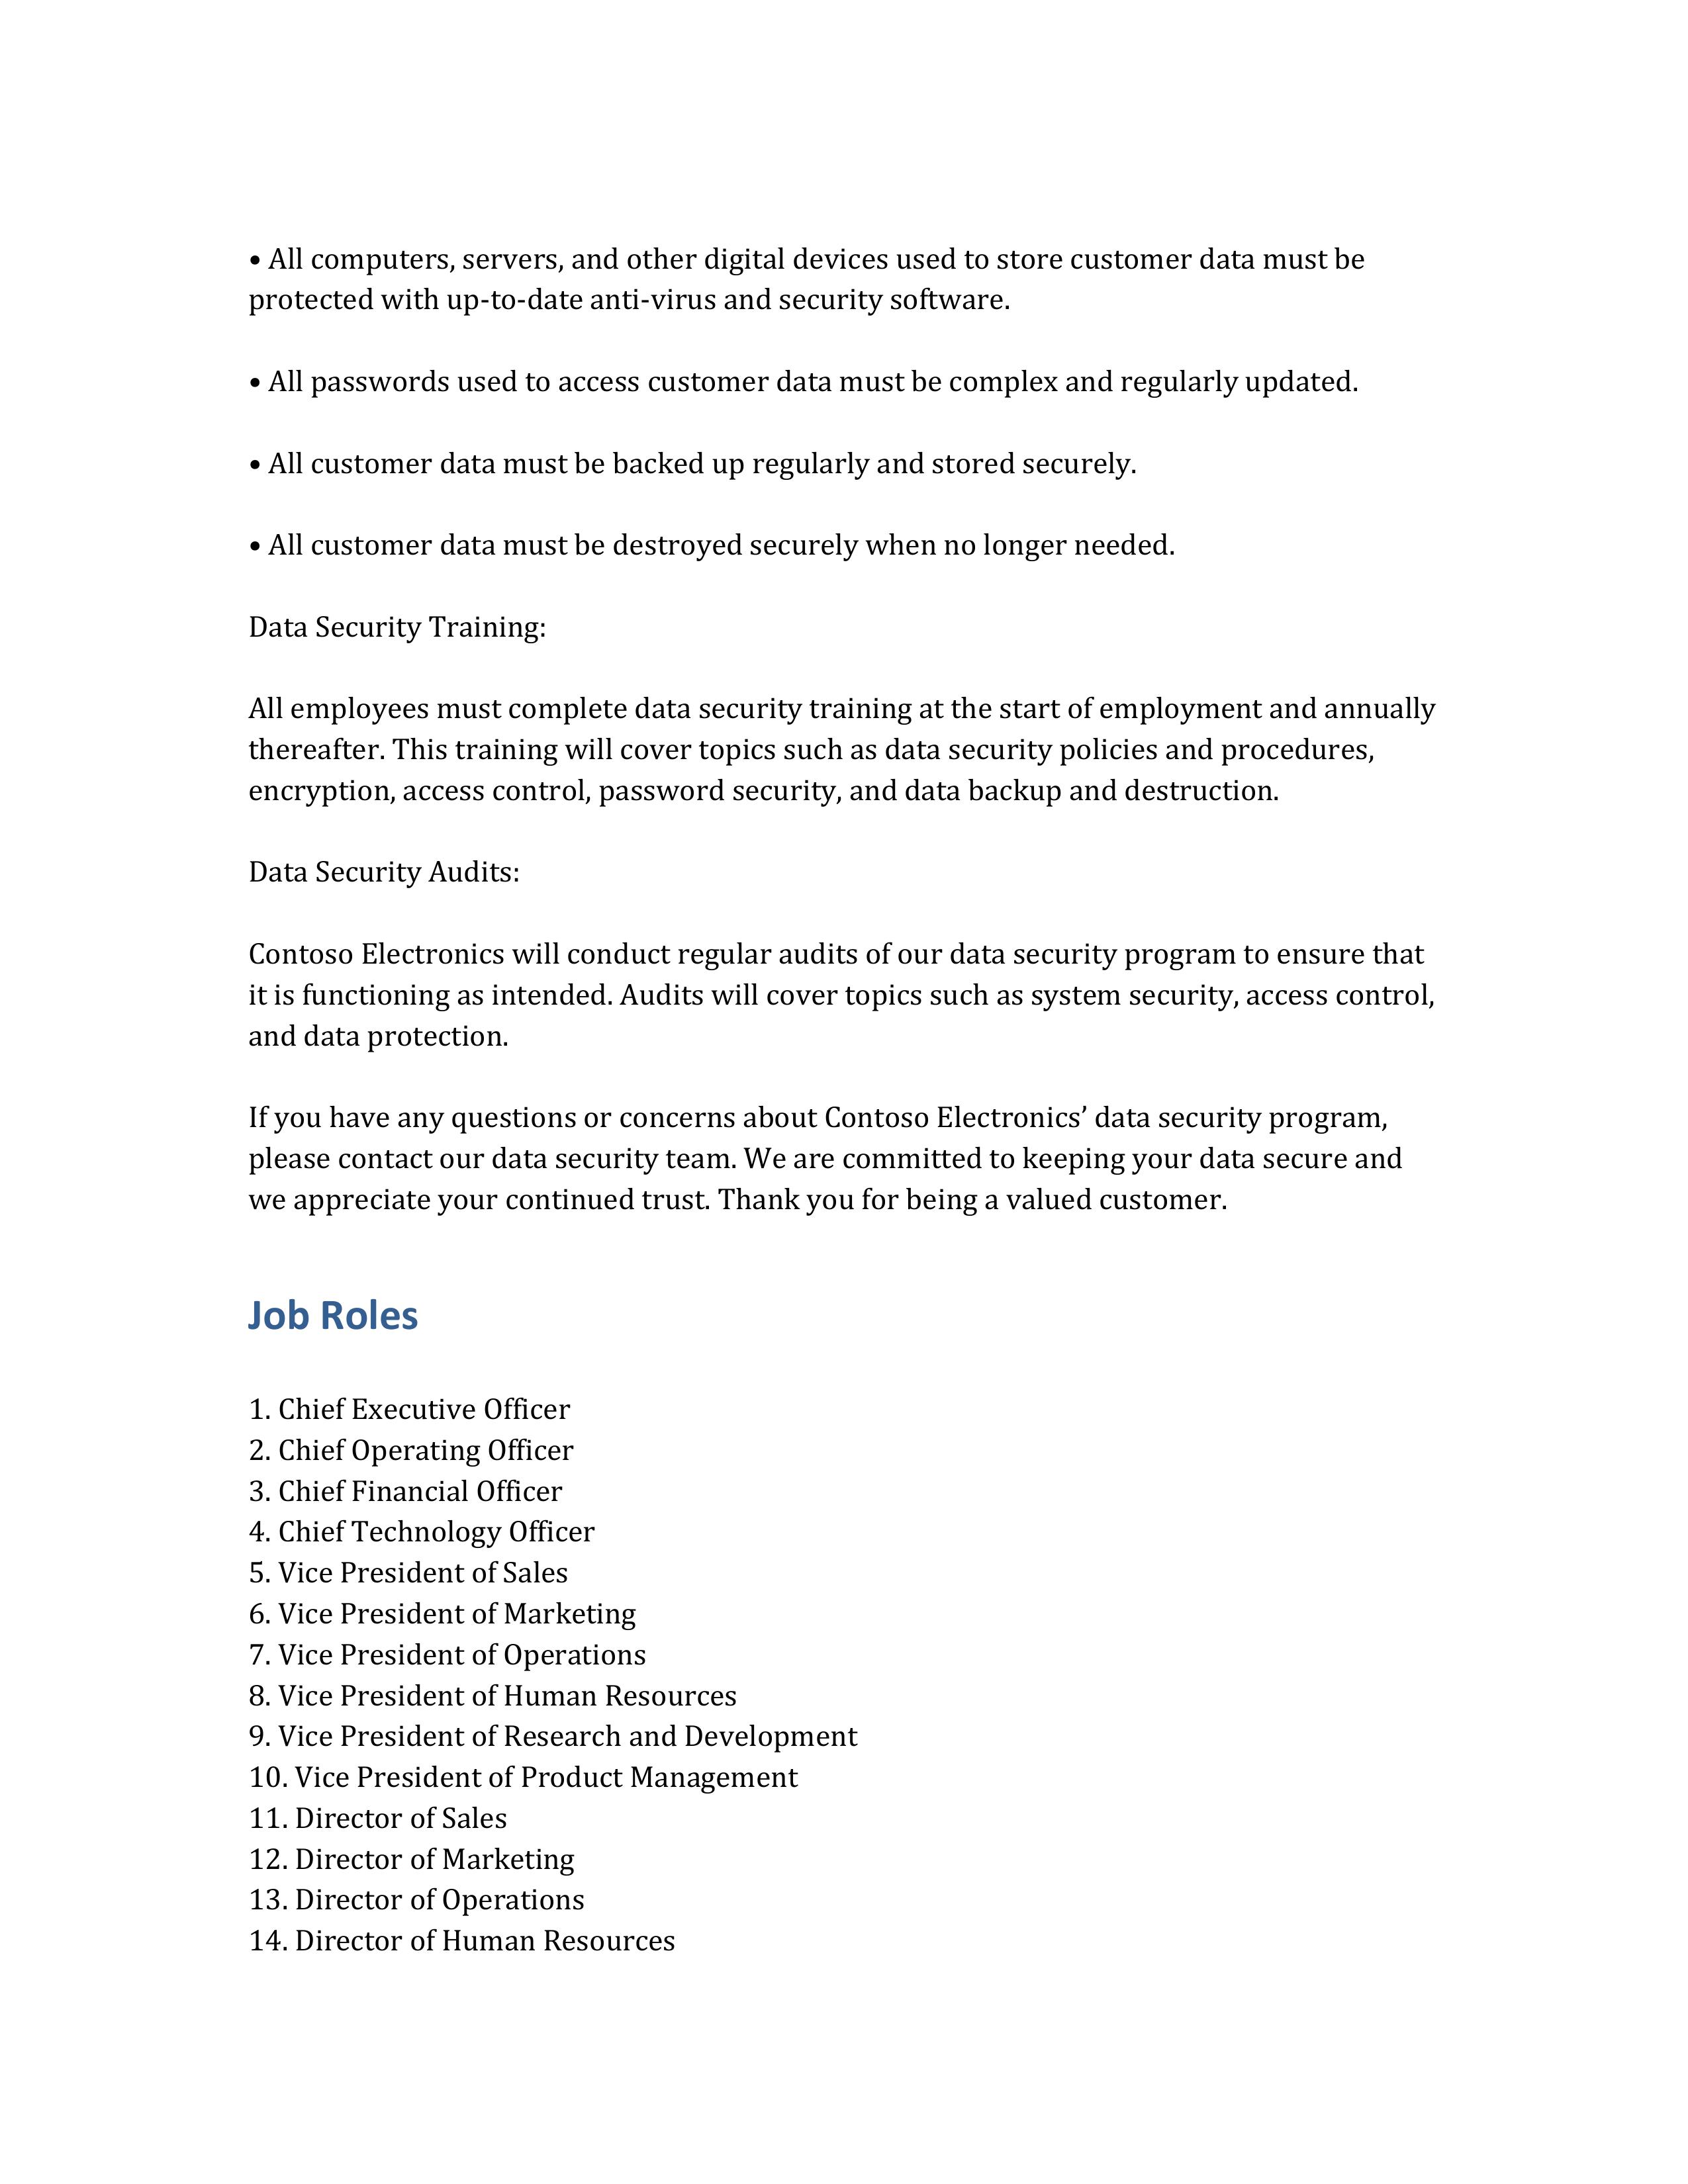 • All computers, servers, and other digital devices used to store customer data must be
protected with up-to-date anti-virus and security software.
• All passwords used to access customer data must be complex and regularly updated.
• All customer data must be backed up regularly and stored securely.
• All customer data must be destroyed securely when no longer needed.
Data Security Training:
All employees must complete data security training at the start of employment and annually
thereafter. This training will cover topics such as data security policies and procedures,
encryption, access control, password security, and data backup and destruction.
Data Security Audits:
Contoso Electronics will conduct regular audits of our data security program to ensure that
it is functioning as intended. Audits will cover topics such as system security, access control,
and data protection.
If you have any questions or concerns about Contoso Electronics’ data security program,
please contact our data security team. We are committed to keeping your data secure and
we appreciate your continued trust. Thank you for being a valued customer.
Job Roles
1. Chief Executive Officer
2. Chief Operating Officer
3. Chief Financial Officer
4. Chief Technology Officer
5. Vice President of Sales
6. Vice President of Marketing
7. Vice President of Operations
8. Vice President of Human Resources
9. Vice President of Research and Development
10. Vice President of Product Management
11. Director of Sales
12. Director of Marketing
13. Director of Operations
14. Director of Human Resources